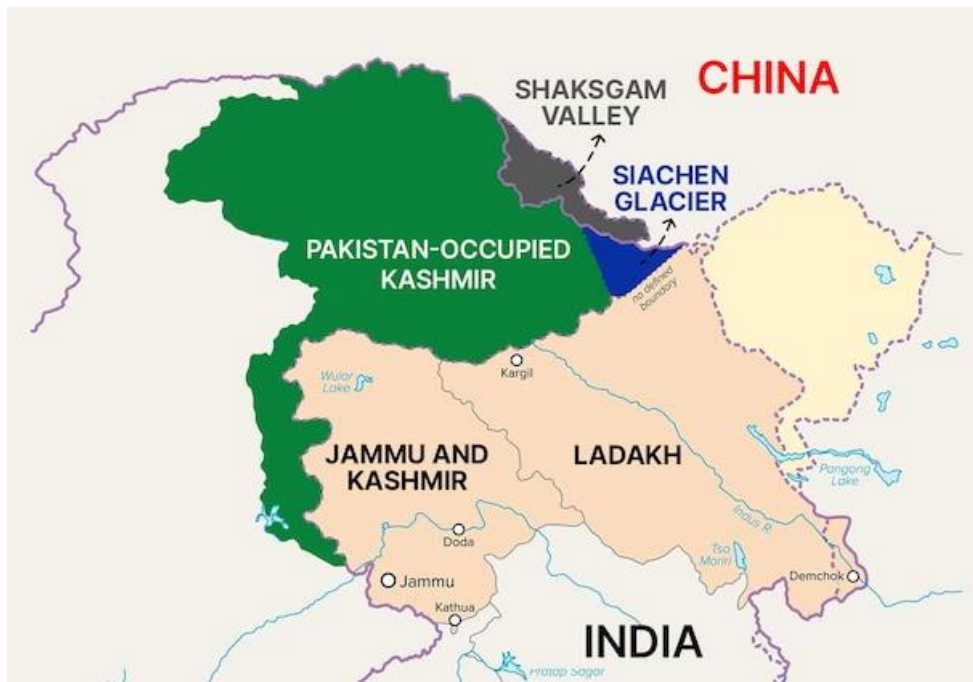 CHINA
SHAKSGAM
VALLEY
SIACHEN
GLACIER
PAKISTAN-OCCUPIED
KASHMIR
no defined
boundary
Kargil
Wular
Lake
JAMMU AND
KASHMIR
LADAKH
Pangong
Lake
Indus R.
Doda
Tso
Moriri
Demchok
Jammu
Kathua
INDIA
Pratap Sagar